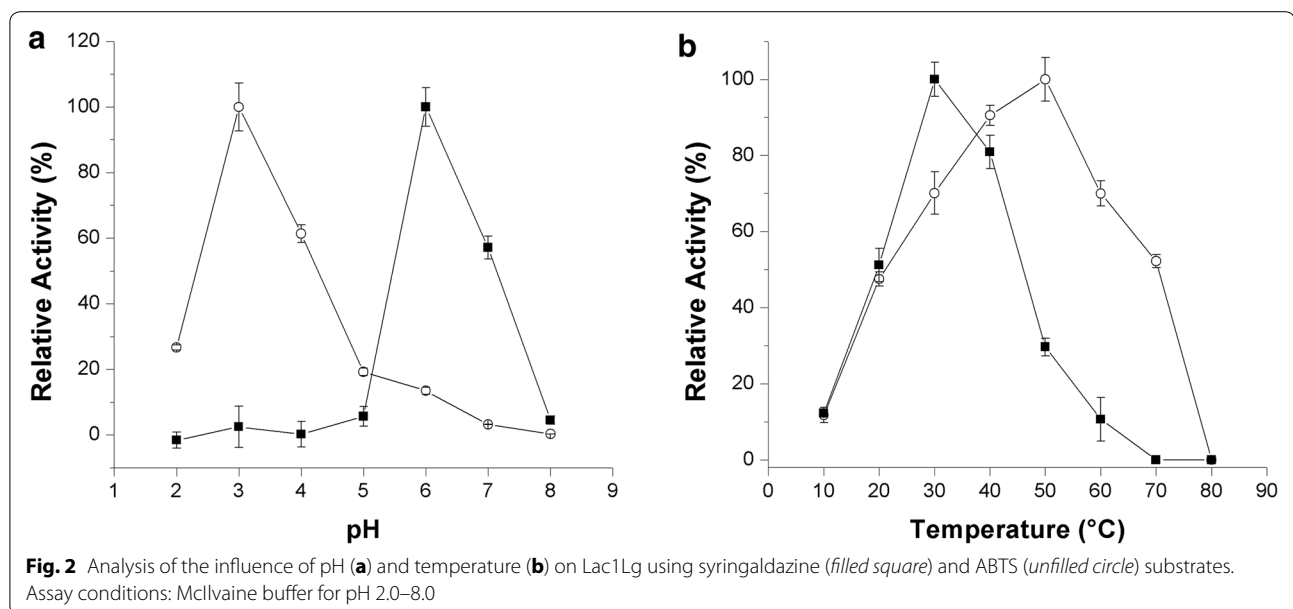 a
120
100
80
60
40
20
0
Relative Activity (%)
1 2 3 4 5 6 7 8 9
pH
b
100
80
60
40
20
0
Relative Activity (%)
0 10 20 30 40 50 60 70 80 90
Temperature (°C)
Fig. 2 Analysis of the influence of pH (a) and temperature (b) on Lac1Lg using syringaldazine (filled square) and ABTS (unfilled circle) substrates.
Assay conditions: McIlvaine buffer for pH 2.0–8.0